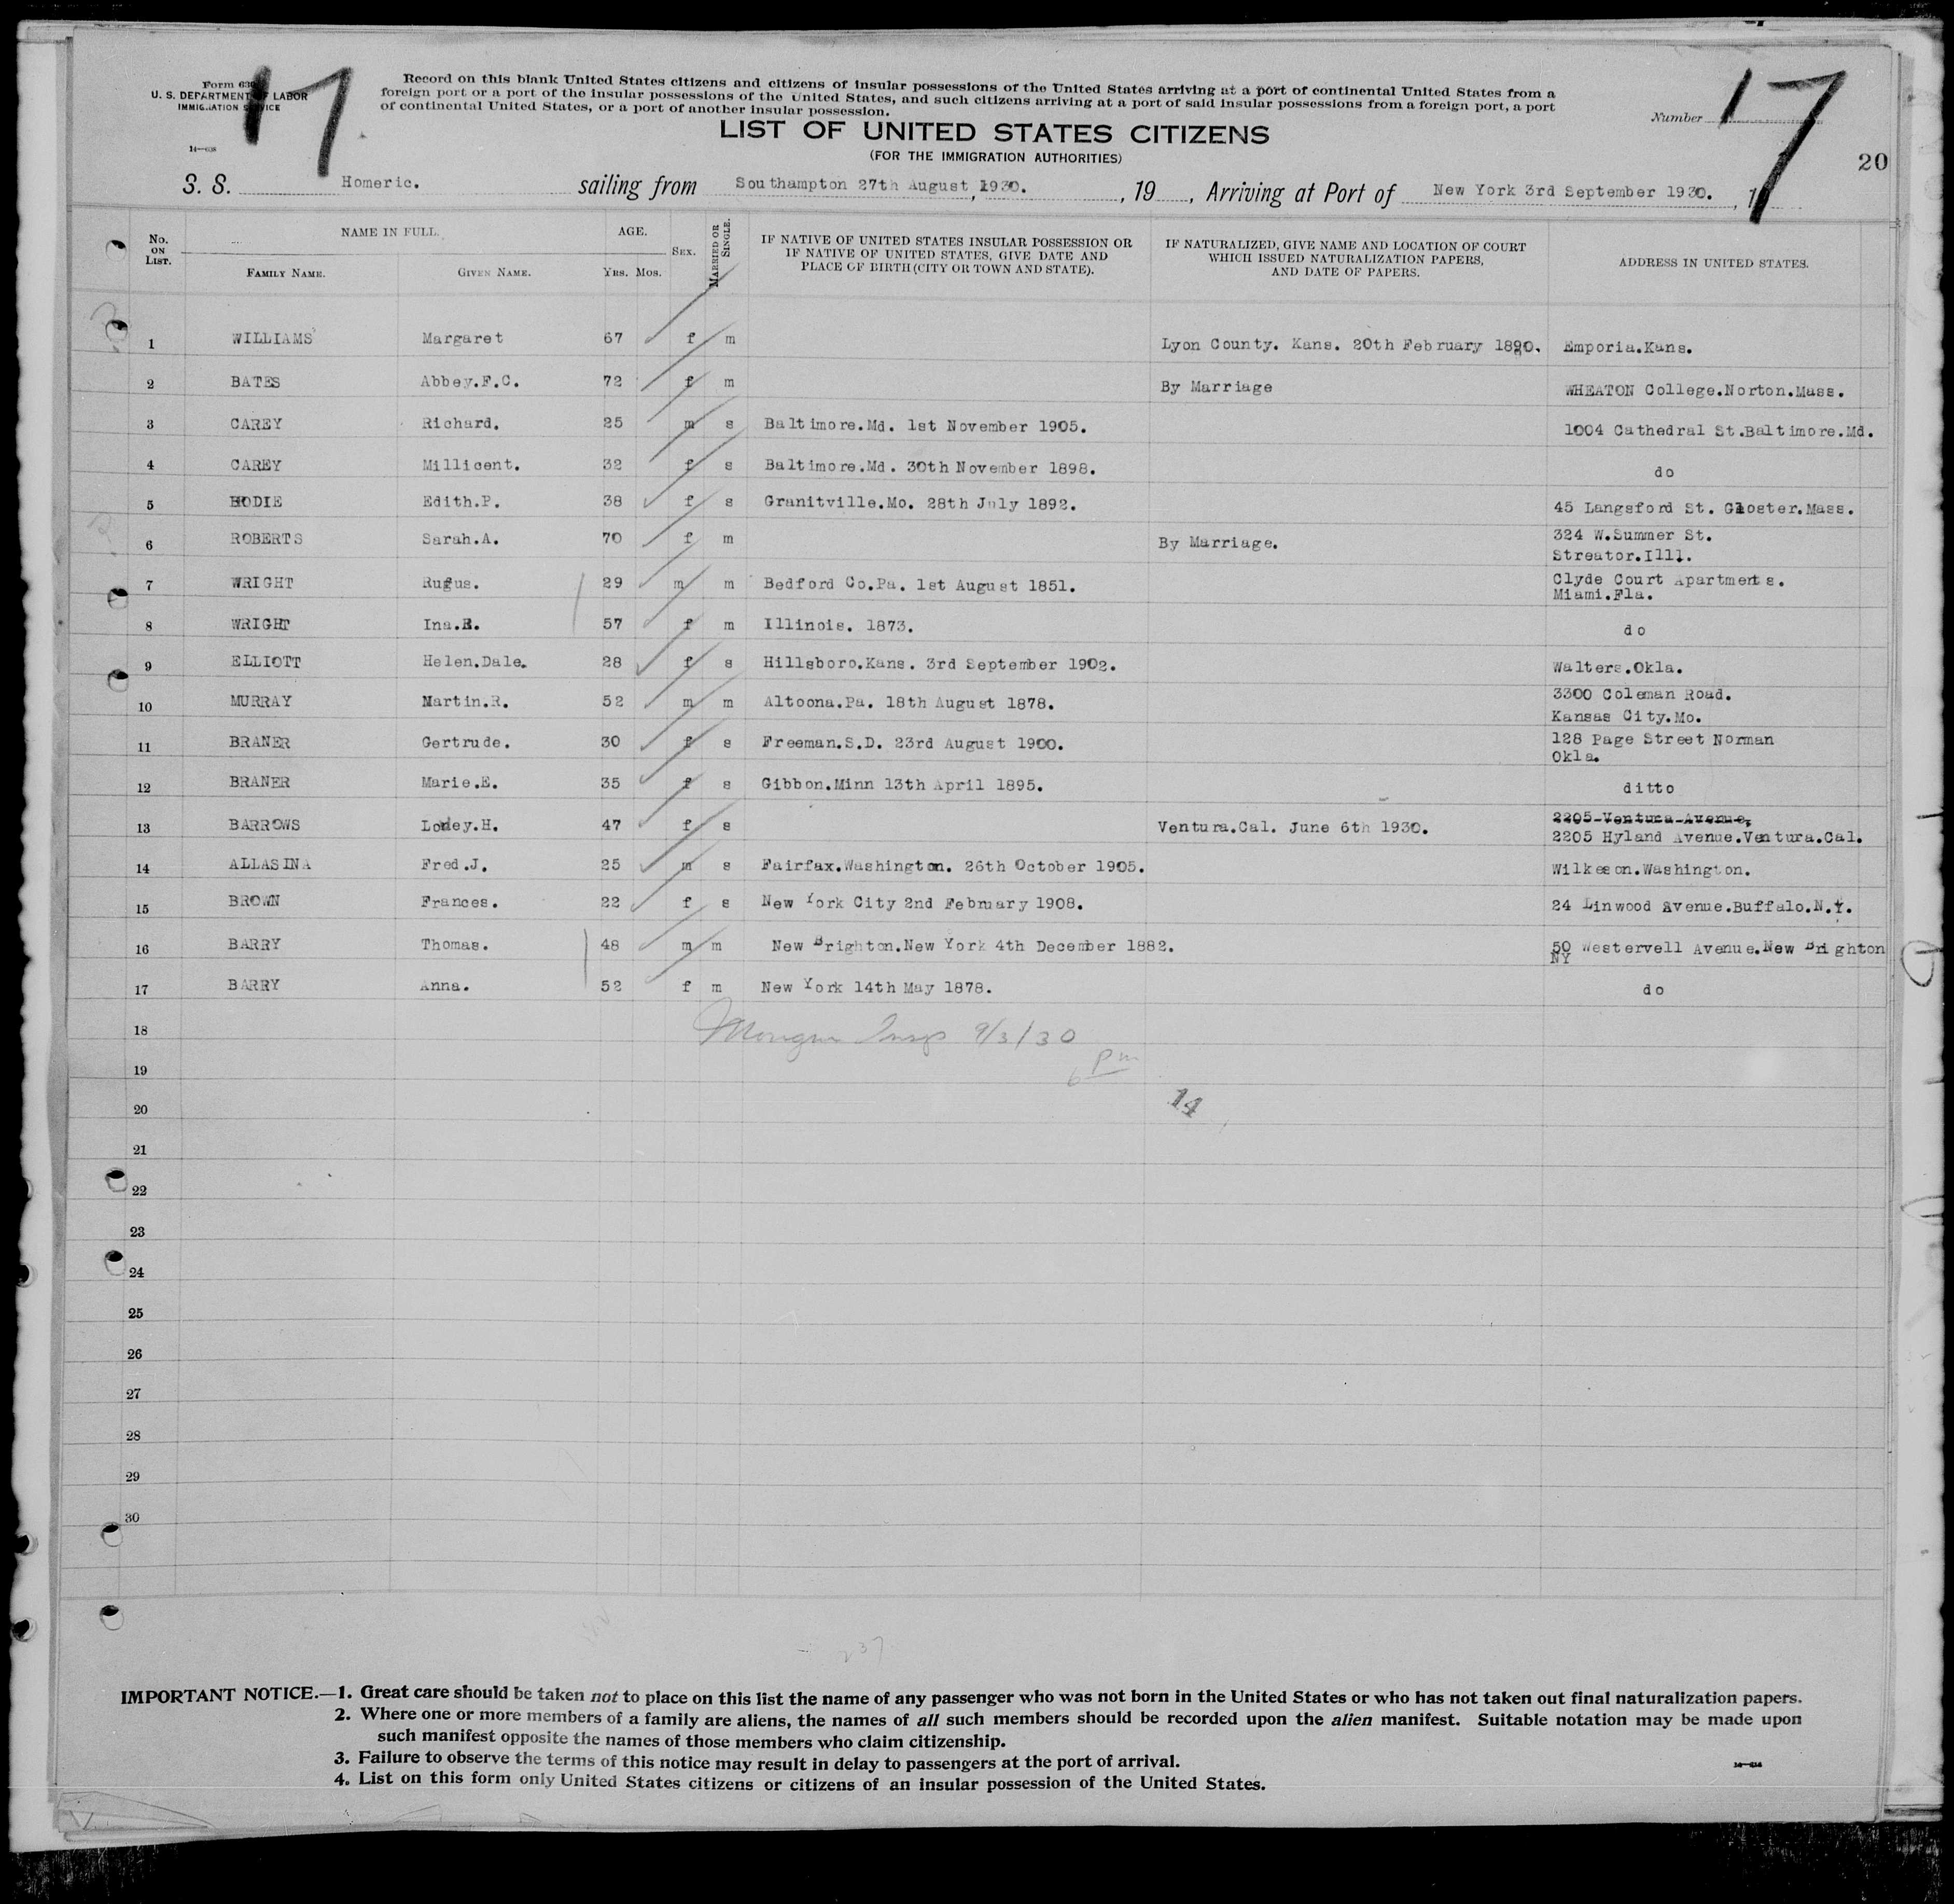 Form 630
U. S. DEPARTMENT OF LABOR
IMMIGRATION SERVICE
14—608
17
Record on this blank United States citizens and citizens of insular possessions of the United States arriving at a port of continental United States from a
foreign port or a port of the insular possessions of the United States, and such citizens arriving at a port of said insular possessions from a foreign port, a port
of continental United States, or a port of another insular possession.
Number 17
LIST OF UNITED STATES CITIZENS
(FOR THE IMMIGRATION AUTHORITIES)
20
S. S. Homeric. sailing from Southampton 27th August, 1930. , 19 , Arriving at Port of New York 3rd September 1930. , 1
No. ON LIST. NAME IN FULL. FAMILY NAME. GIVEN NAME. AGE. YRS. MOS. SEX. MARRIED OR SINGLE. IF NATIVE OF UNITED STATES INSULAR POSSESSION OR IF NATIVE OF UNITED STATES, GIVE DATE AND PLACE OF BIRTH (CITY OR TOWN AND STATE). IF NATURALIZED, GIVE NAME AND LOCATION OF COURT WHICH ISSUED NATURALIZATION PAPERS, AND DATE OF PAPERS. ADDRESS IN UNITED STATES.
1 WILLIAMS Margaret 67 f m Lyon County. Kans. 20th February 1890. Emporia.Kans.
2 BATES Abbey.F.C. 72 f m By Marriage WHEATON College.Norton.Mass.
3 CAREY Richard. 25 m s Baltimore.Md. 1st November 1905. 1004 Cathedral St.Baltimore.Md.
4 CAREY Millicent. 32 f s Baltimore.Md. 30th November 1898. do
5 BODIE Edith.P. 38 f s Granitville.Mo. 28th July 1892. 45 Langsford St. Gloster.Mass.
6 ROBERTS Sarah.A. 70 f m By Marriage. 324 W.Summer St.
Streator.Ill.
7 WRIGHT Rufus. 29 m m Bedford Co.Pa. 1st August 1851. Clyde Court Apartments.
Miami.Fla.
8 WRIGHT Ina.R. 57 f m Illinois. 1873. do
9 ELLIOTT Helen.Dale. 28 f s Hillsboro.Kans. 3rd September 1902. Walters.Okla.
10 MURRAY Martin.R. 52 m m Altoona.Pa. 18th August 1878. 3300 Coleman Road.
Kansas City.Mo.
11 BRANER Gertrude. 30 f s Freeman.S.D. 23rd August 1900. 128 Page Street Norman
Okla.
12 BRANER Marie.E. 35 f s Gibbon.Minn 13th April 1895. ditto
2205 Ventura Avenue,
13 BARROWS 47 f s Ventura.Cal. June 6th 1930. 2205 Hyland Avenue.Ventura.Cal.
14 ALLASINA Fred.J. 25 m s Fairfax.Washington. 26th October 1905. Wilkeson.Washington.
15 BROWN Frances. 22 f s New York City 2nd February 1908. 24 Linwood Avenue.Buffalo.N.Y.
16 BARRY Thomas. 48 m m New Brighton.New York 4th December 1882. 50 Westervell Avenue.New Brighton
NY
17 BARRY Anna. 52 f m New York 14th May 1878. do
18
Insp 9/3/30
19
6 pm
20
14
21
22
23
24
25
26
27
28
29
30
237
IMPORTANT NOTICE.—1. Great care should be taken not to place on this list the name of any passenger who was not born in the United States or who has not taken out final naturalization papers.
2. Where one or more members of a family are aliens, the names of all such members should be recorded upon the alien manifest. Suitable notation may be made upon
such manifest opposite the names of those members who claim citizenship.
3. Failure to observe the terms of this notice may result in delay to passengers at the port of arrival.
4. List on this form only United States citizens or citizens of an insular possession of the United States.